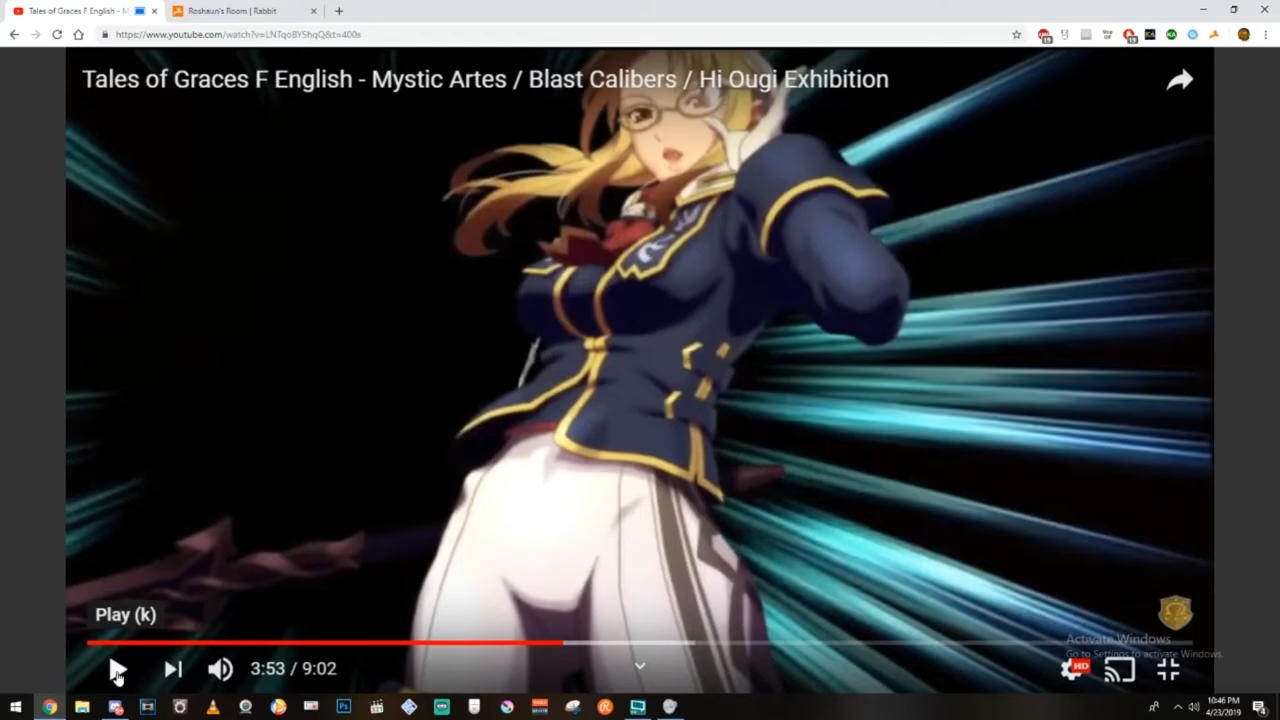 Tales of Graces F English - M
Roshaun's Room | Rabbit
https://www.youtube.com/watch?v=LNTqo8Y5hqQ&t=400s
Tales of Graces F English - Mystic Artes / Blast Calibers / Hi Ougi Exhibition
Play (k)
Activate Windows
Go to Settings to activate Windows.
3:53 / 9:02
HD
Ps
10:46 PM
4/23/2019